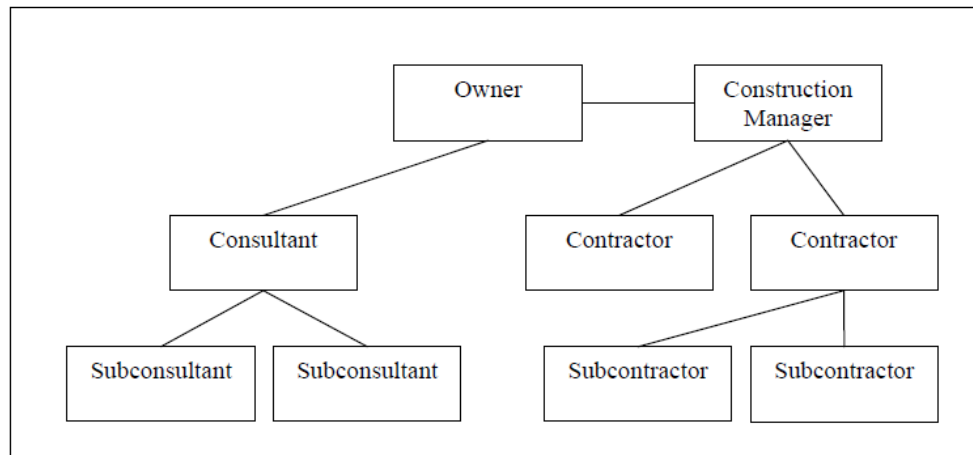 Owner
Construction
Manager
Consultant
Contractor
Contractor
Subconsultant
Subconsultant
Subcontractor
Subcontractor